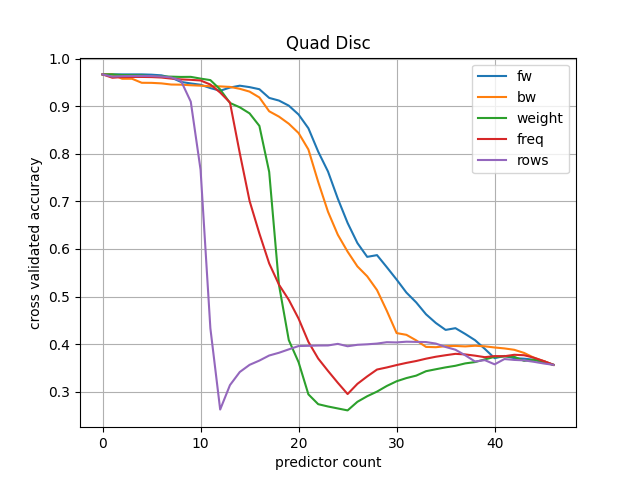 Quad Disc
1.0
0.9
0.8
0.7
0.6
0.5
0.4
0.3
cross validated accuracy
fw
bw
weight
freq
rows
0 10 20 30 40
predictor count